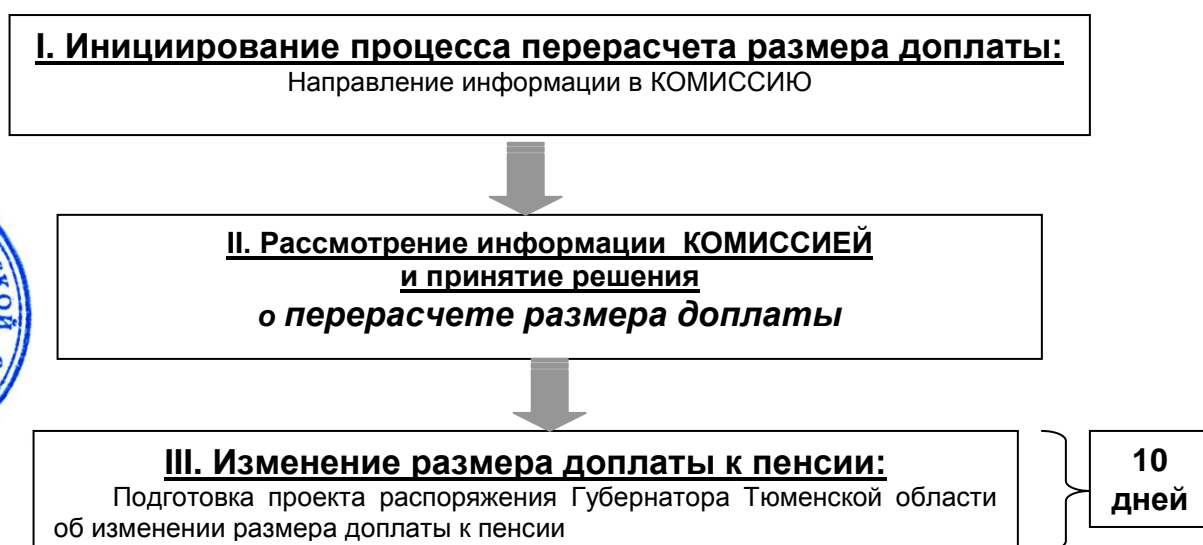 I. Инициирование процесса перерасчета размера доплаты:
Направление информации в КОМИССИЮ
II. Рассмотрение информации КОМИССИЕЙ
и принятие решения
о перерасчете размера доплаты
III. Изменение размера доплаты к пенсии:
Подготовка проекта распоряжения Губернатора Тюменской области
об изменении размера доплаты к пенсии
10
дней